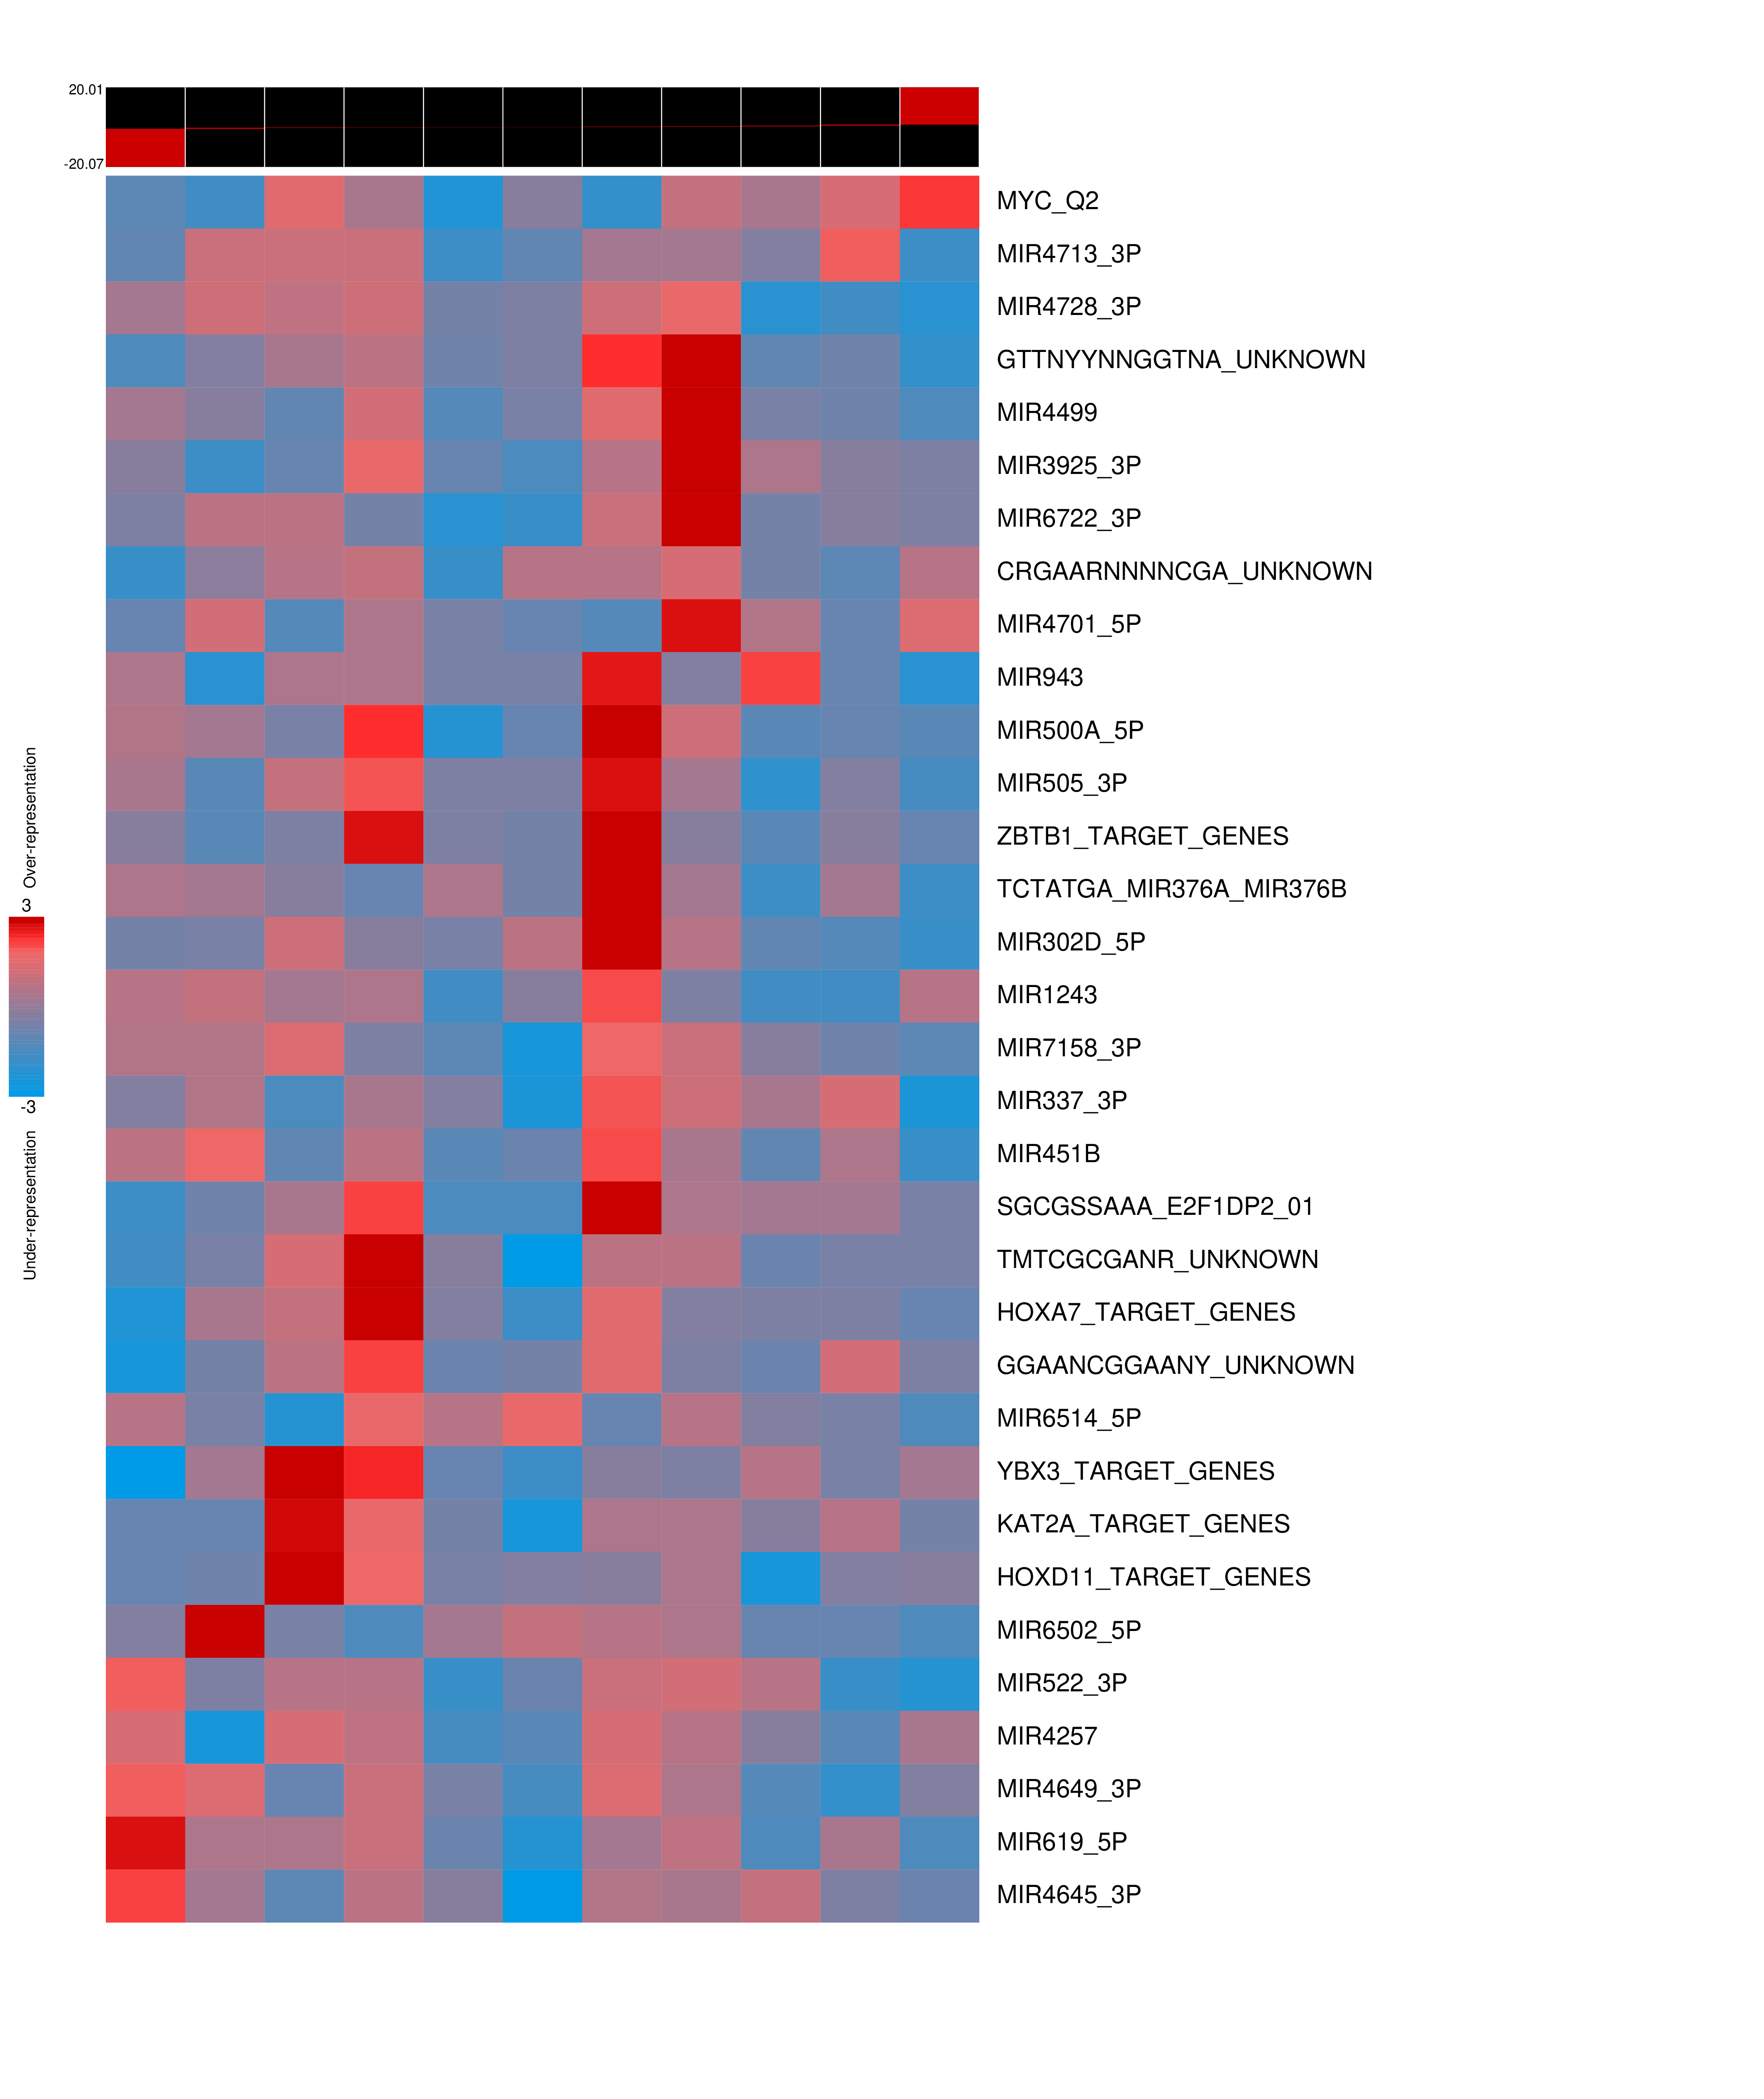 20.01
-20.07
MYC_Q2
MIR4713_3P
MIR4728_3P
GTTNYYNNGGTNA_UNKNOWN
MIR4499
MIR3925_3P
MIR6722_3P
CRGAARNNNNCGA_UNKNOWN
MIR4701_5P
MIR943
MIR500A_5P
MIR505_3P
ZBTB1_TARGET_GENES
TCTATGA_MIR376A_MIR376B
MIR302D_5P
MIR1243
MIR7158_3P
MIR337_3P
MIR451B
SGCGSSAAA_E2F1DP2_01
TMTCGCGANR_UNKNOWN
HOXA7_TARGET_GENES
GGAANCGGAANY_UNKNOWN
MIR6514_5P
YBX3_TARGET_GENES
KAT2A_TARGET_GENES
HOXD11_TARGET_GENES
MIR6502_5P
MIR522_3P
MIR4257
MIR4649_3P
MIR619_5P
MIR4645_3P
Over-representation
3
-3
Under-representation